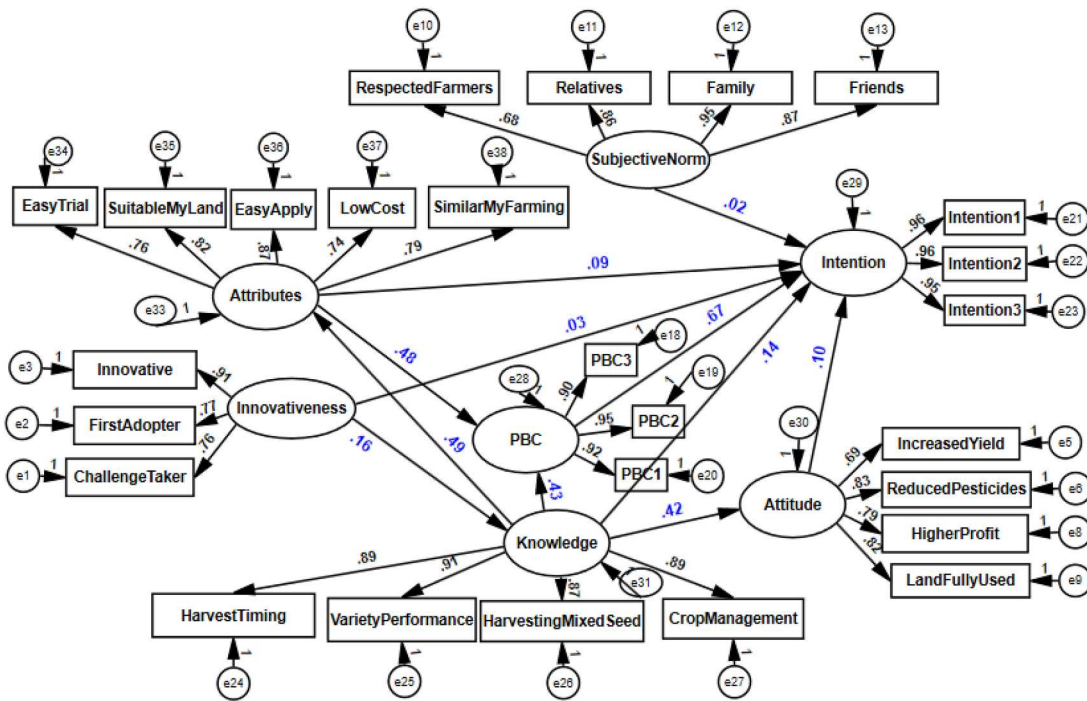 e10
e11
e12
e13
1
1
1
1
RespectedFarmers
Relatives
Family
Friends
.68
.86
.95
.87
SubjectiveNorm
e34
e35
e36
e37
e38
1
1
1
1
1
EasyTrial
SuitableMyLand
EasyApply
LowCost
SimilarMyFarming
.76
.82
.87
.74
.79
Attributes
e33
1
.02
e29
1
Intention
.96
.96
.95
Intention1
1
e21
Intention2
1
e22
Intention3
1
e23
.09
.03
.67
.14
.10
e3
1
Innovative
.91
e2
1
FirstAdopter
.77
e1
1
ChallengeTaker
.76
Innovativeness
.48
.16
.49
e28
1
PBC
.90
PBC3
1
e18
.95
PBC2
1
e19
.92
PBC1
1
e20
.43
.42
e30
1
Attitude
.69
IncreasedYield
1
e5
.83
ReducedPesticides
1
e6
.79
HigherProfit
1
e8
.82
LandFullyUsed
1
e9
Knowledge
e31
.89
.91
.87
.89
HarvestTiming
VarietyPerformance
HarvestingMixedSeed
CropManagement
1
1
1
1
e24
e25
e26
e27